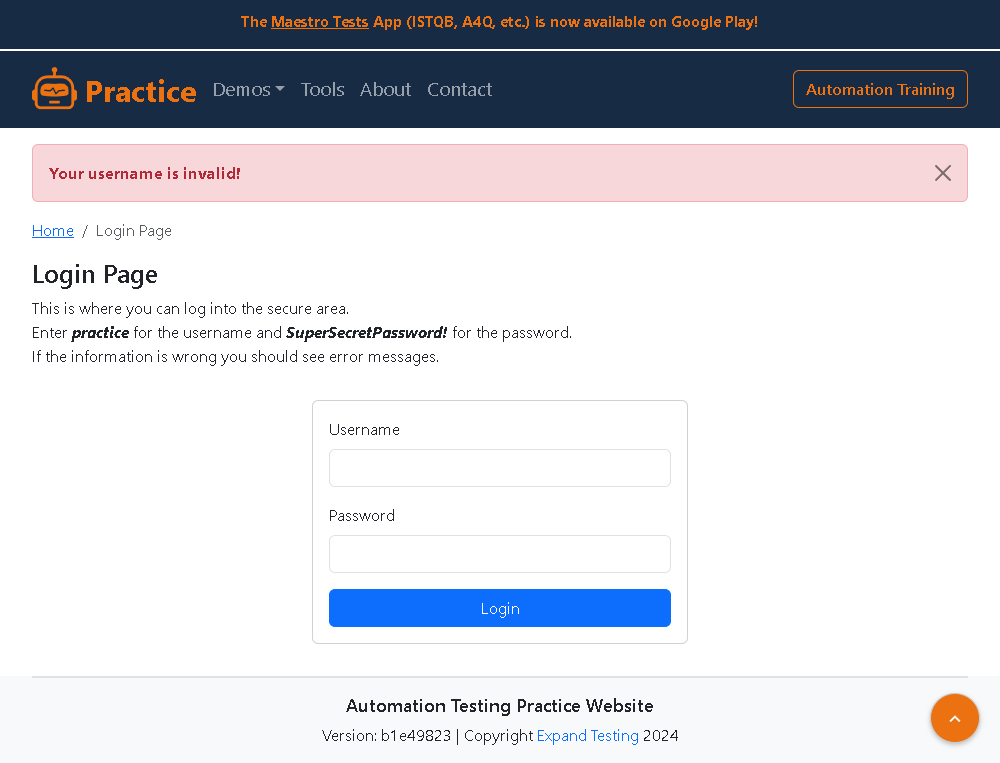 The Maestro Tests App (ISTQB, A4Q, etc.) is now available on Google Play!
Practice Demos Tools About Contact Automation Training
Your username is invalid!
Home / Login Page
Login Page
This is where you can log into the secure area.
Enter practice for the username and SuperSecretPassword! for the password.
If the information is wrong you should see error messages.
Username
Password
Login
Automation Testing Practice Website
Version: b1e49823 | Copyright Expand Testing 2024